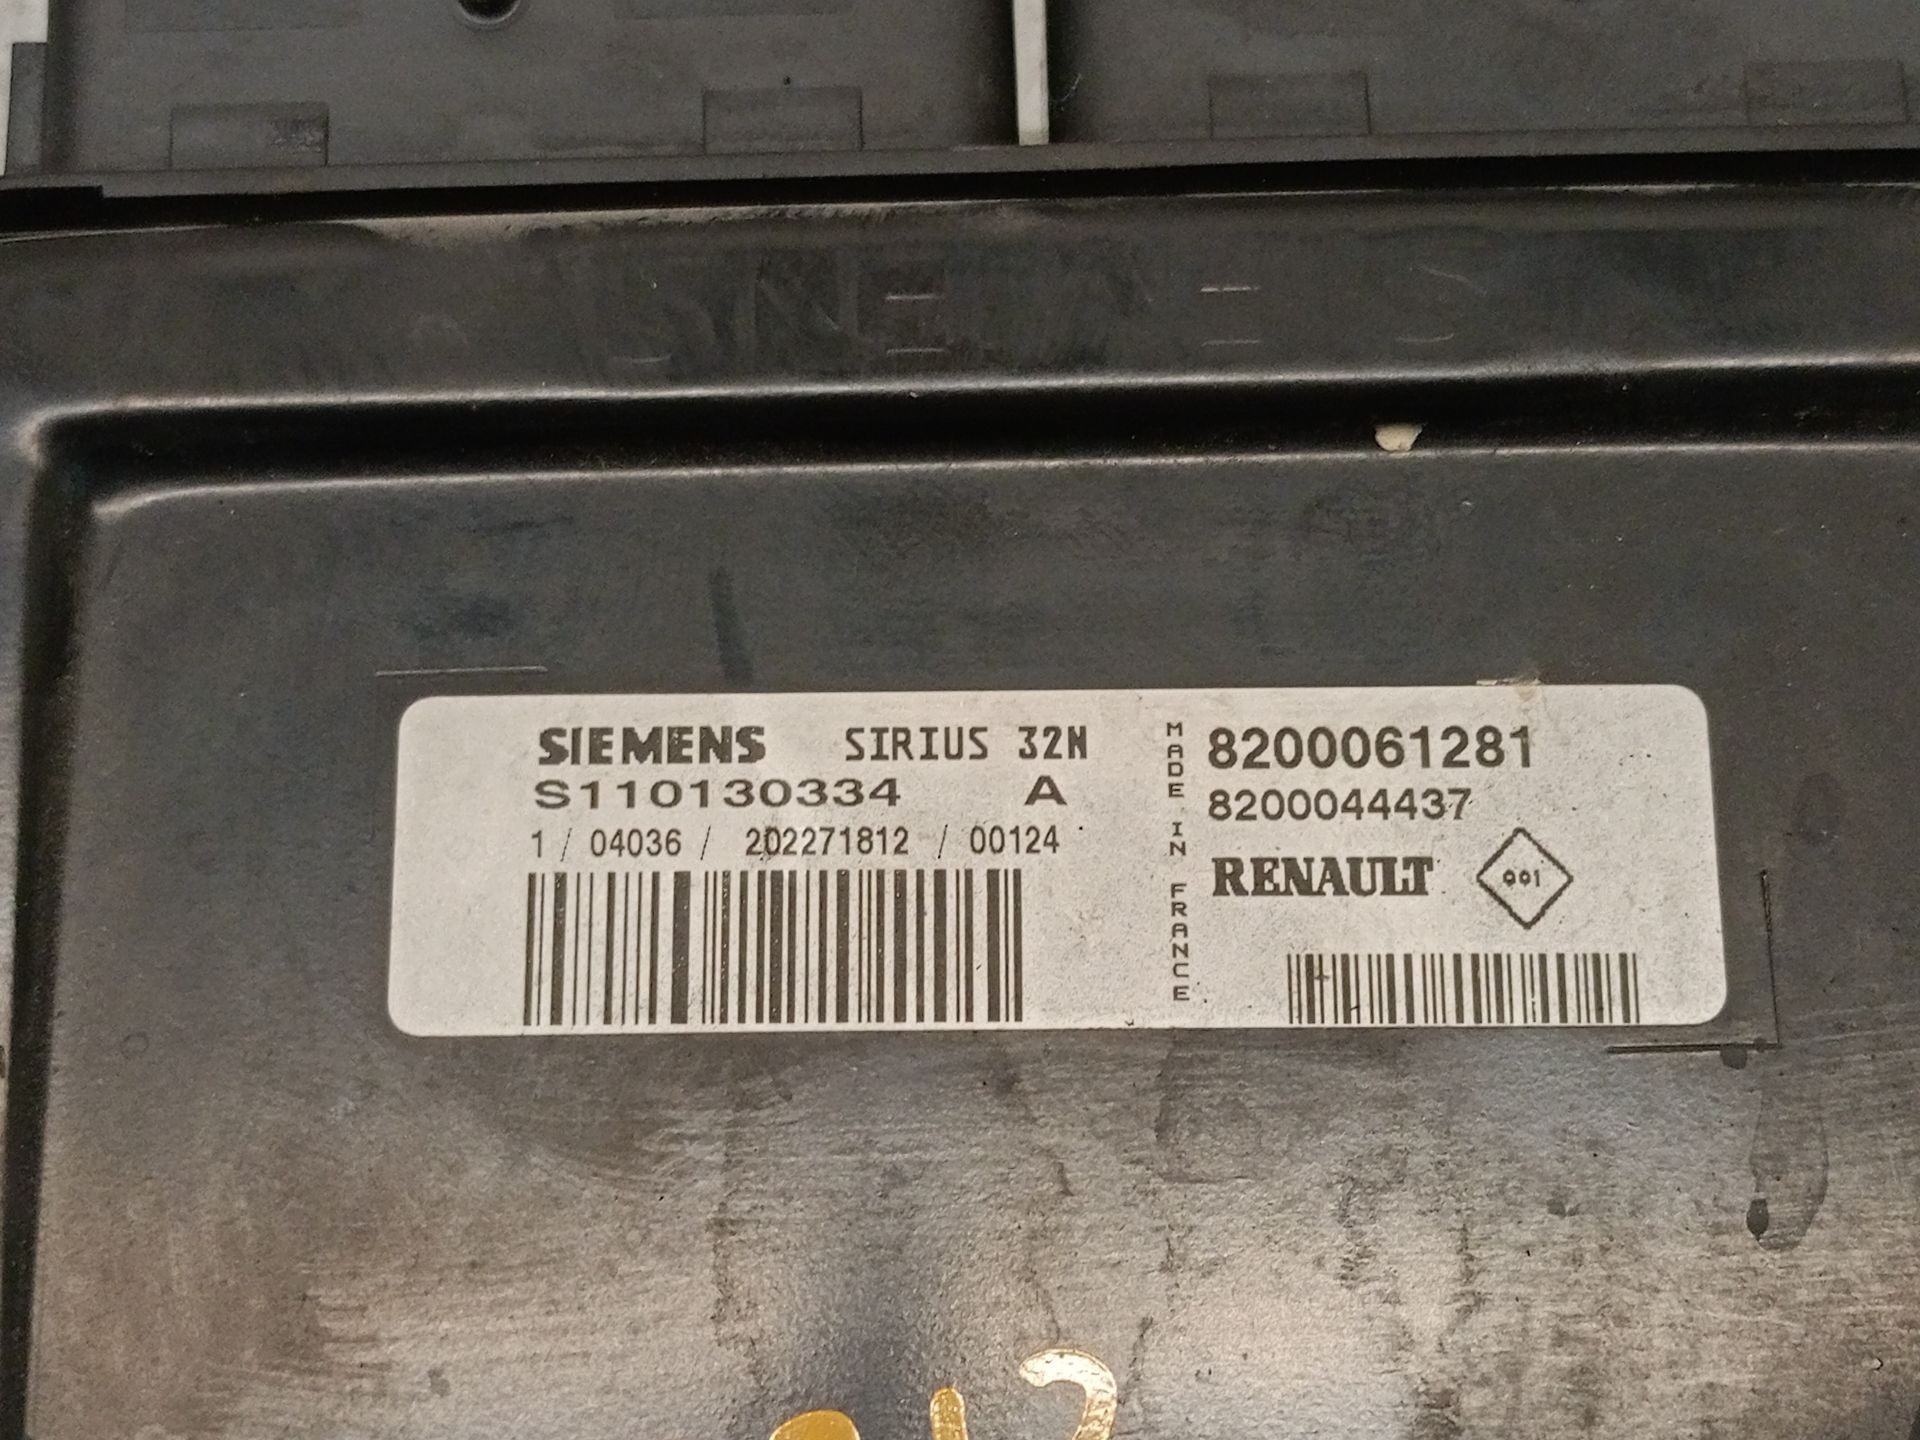 SIEMENS SIRIUS 32N
S110130334 A
1 / 04036 / 202271812 / 00124
MADE IN FRANCE
8200061281
8200044437
RENAULT 001